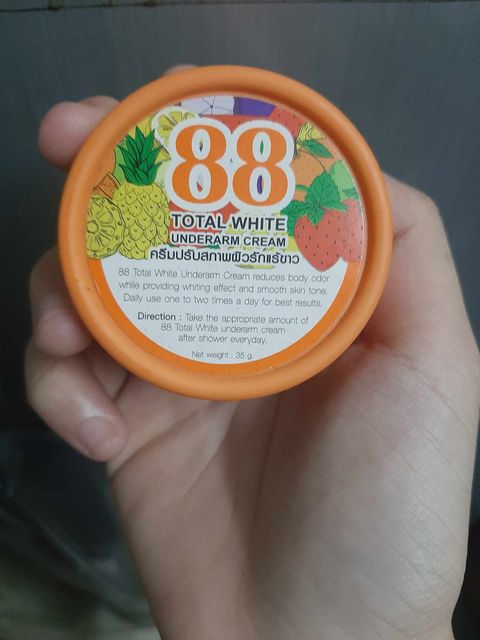 88
TOTAL WHITE
UNDERARM CREAM
ครีมปรับสภาพผิวรักแร้ขาว
88 Total White Underarm Cream reduces body odor
while providing whiting effect and smooth skin tone.
Daily use one to two times a day for best results.
Direction : Take the appropriate amount of
88 Total White underarm cream
after shower everyday.
Net weight : 35 g.